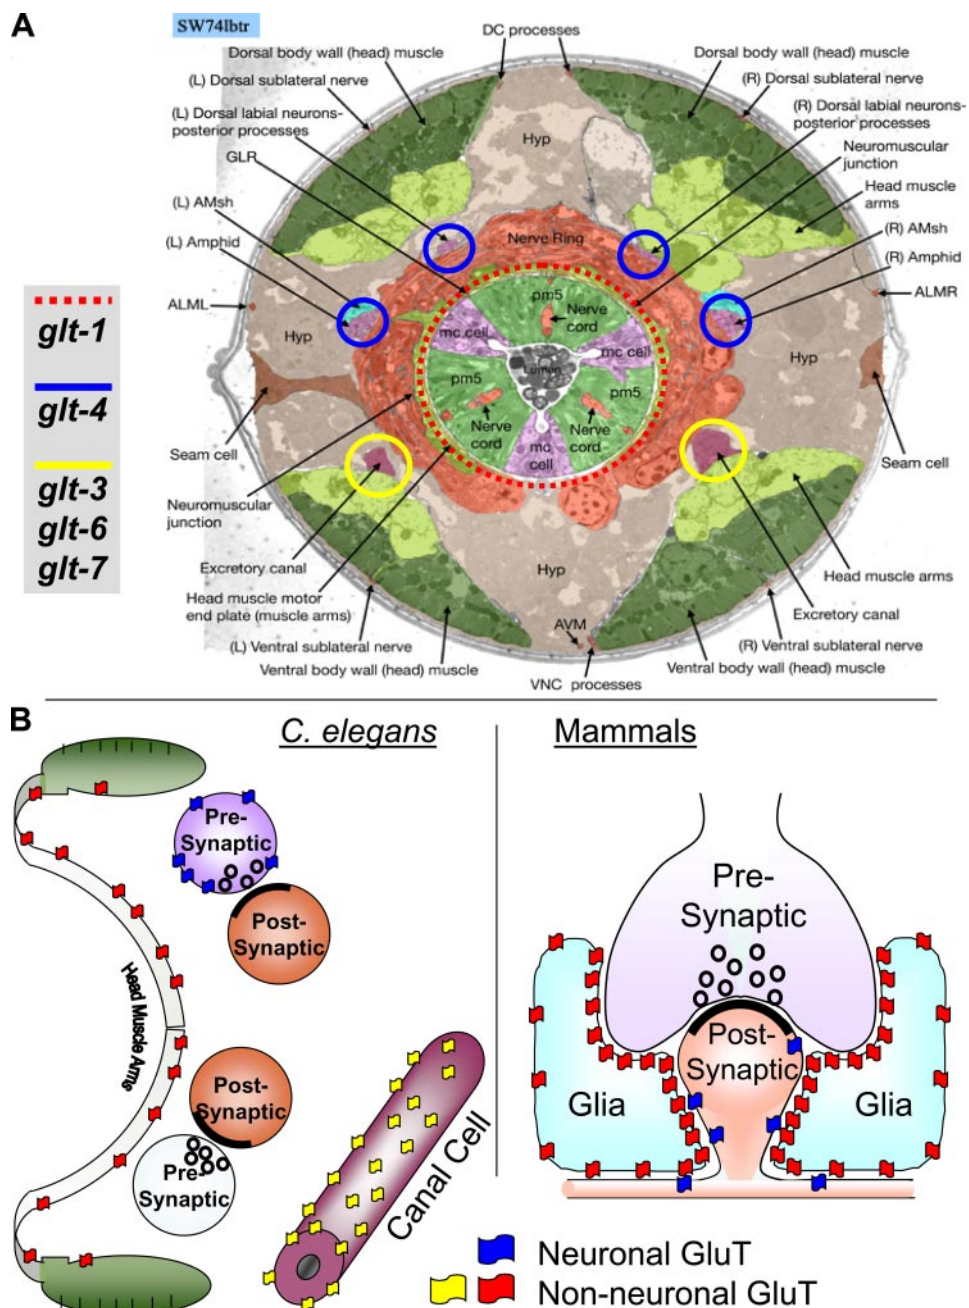 A
SW74lbtr
DC processes
Dorsal body wall (head) muscle
(L) Dorsal sublateral nerve
(L) Dorsal labial neurons-
posterior processes
GLR
(L) AMsh
(L) Amphid
ALML
Hyp
Seam cell
Neuromuscular
junction
Excretory canal
Head muscle motor
end plate (muscle arms)
(L) Ventral sublateral nerve
Ventral body wall (head) muscle
Dorsal body wall (head) muscle
(R) Dorsal sublateral nerve
(R) Dorsal labial neurons-
posterior processes
Neuromuscular
junction
Head muscle
arms
(R) AMsh
(R) Amphid
ALMR
Hyp
Seam cell
Head muscle arms
Excretory canal
(R) Ventral sublateral nerve
Ventral body wall (head) muscle
VNC processes
AVM
Hyp
Hyp
Nerve Ring
pm5
Nerve
cord
mc cell
mc cell
Lumen
pm5
pm5
Nerve
cord
Nerve
cord
mc
cell
glt-1
glt-4
glt-3
glt-6
glt-7
B
C. elegans
Mammals
Pre-
Synaptic
Post-
Synaptic
Head Muscle Arms
Post-
Synaptic
Pre-
Synaptic
Canal Cell
Pre-
Synaptic
Post-
Synaptic
Glia
Glia
Neuronal GluT
Non-neuronal GluT